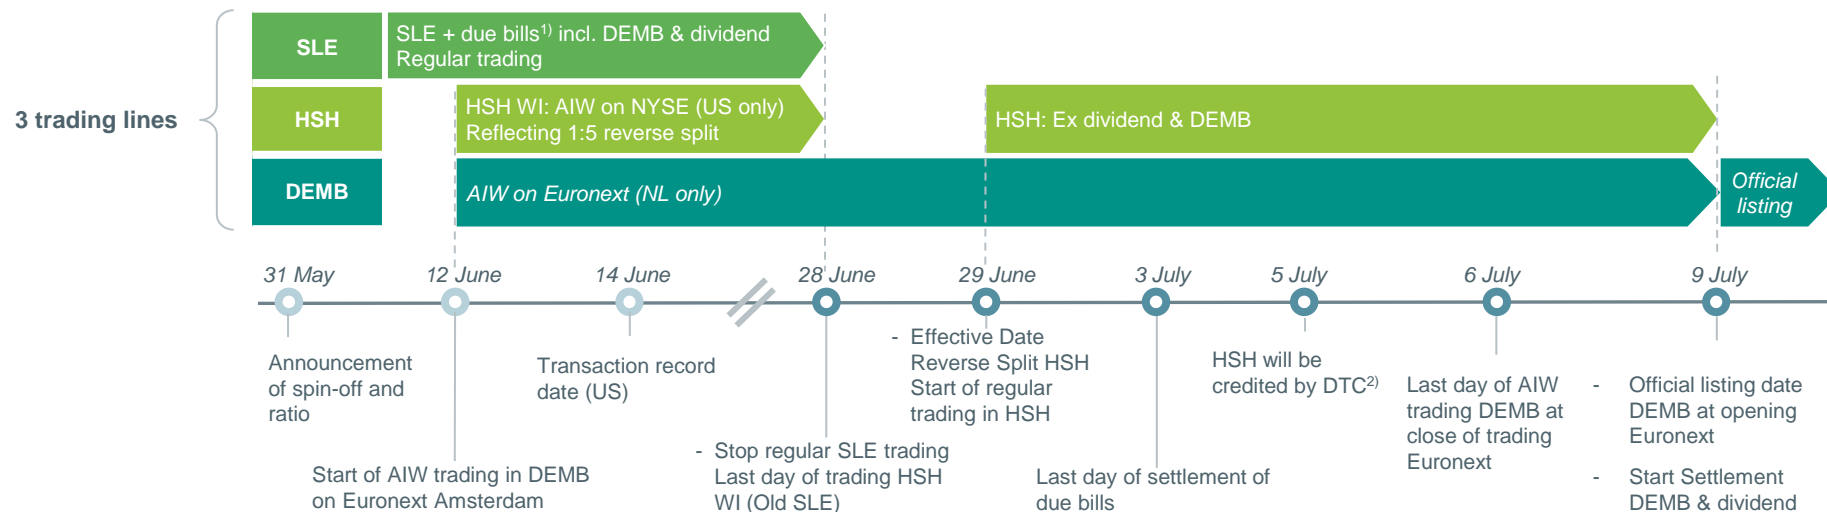 3 trading lines
SLE
SLE + due bills1) incl. DEMB & dividend
Regular trading
HSH
HSH WI: AIW on NYSE (US only)
Reflecting 1:5 reverse split
HSH: Ex dividend & DEMB
DEMB
AIW on Euronext (NL only)
Official
listing
31 May
12 June
14 June
28 June
29 June
3 July
5 July
6 July
9 July
Announcement
of spin-off and
ratio
Start of AIW trading in DEMB
on Euronext Amsterdam
Transaction record
date (US)
- Stop regular SLE trading
Last day of trading HSH
WI (Old SLE)
- Effective Date
Reverse Split HSH
Start of regular
trading in HSH
Last day of settlement of
due bills
HSH will be
credited by DTC2)
Last day of AIW
trading DEMB at
close of trading
Euronext
- Official listing date
DEMB at opening
Euronext
- Start Settlement
DEMB & dividend